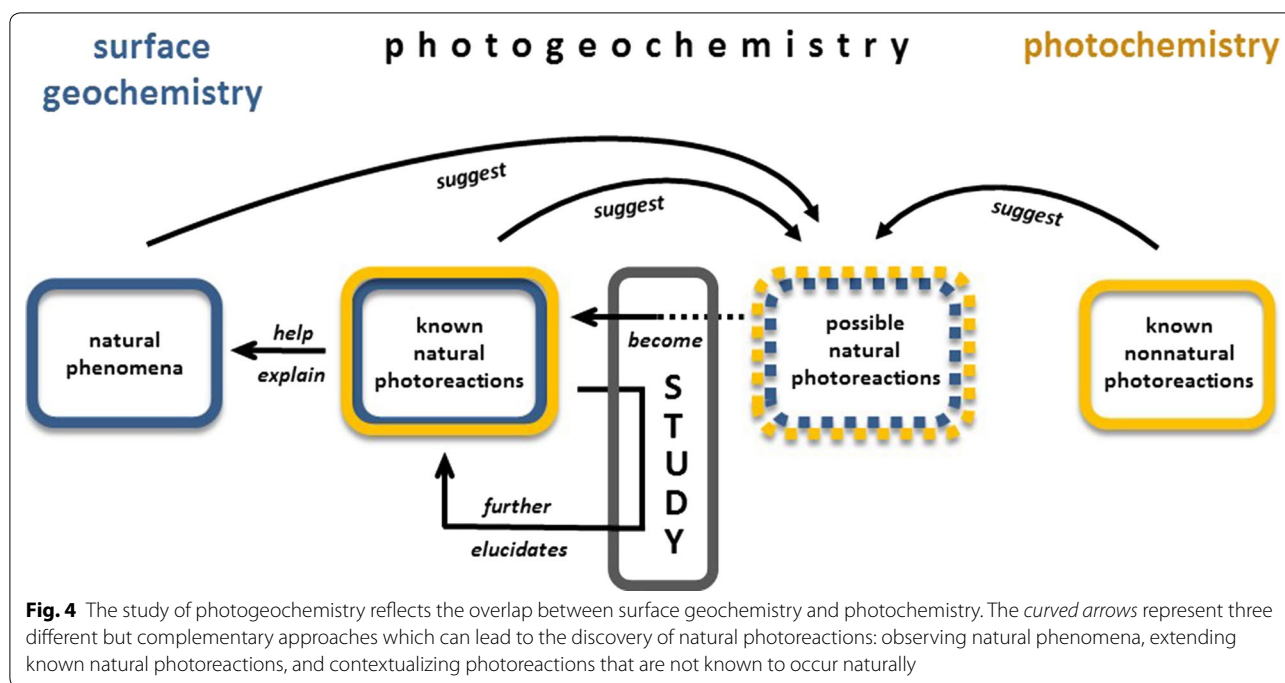 surface
geochemistry
photogeochemistry
photochemistry
suggest
suggest
suggest
natural
phenomena
help
explain
known
natural
photoreactions
become
STUDY
possible
natural
photoreactions
known
nonnatural
photoreactions
further
elucidates
Fig. 4 The study of photogeochemistry reflects the overlap between surface geochemistry and photochemistry. The curved arrows represent three
different but complementary approaches which can lead to the discovery of natural photoreactions: observing natural phenomena, extending
known natural photoreactions, and contextualizing photoreactions that are not known to occur naturally